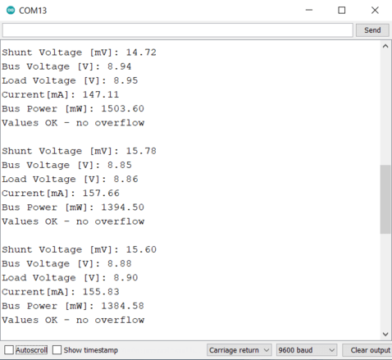 COM13
Send
Shunt Voltage [mV]: 14.72
Bus Voltage [V]: 8.94
Load Voltage [V]: 8.95
Current[mA]: 147.11
Bus Power [mW]: 1503.60
Values OK - no overflow
Shunt Voltage [mV]: 15.78
Bus Voltage [V]: 8.85
Load Voltage [V]: 8.86
Current[mA]: 157.66
Bus Power [mW]: 1394.50
Values OK - no overflow
Shunt Voltage [mV]: 15.60
Bus Voltage [V]: 8.88
Load Voltage [V]: 8.90
Current[mA]: 155.83
Bus Power [mW]: 1384.58
Values OK - no overflow
Autoscroll Show timestamp Carriage return 9600 baud Clear output